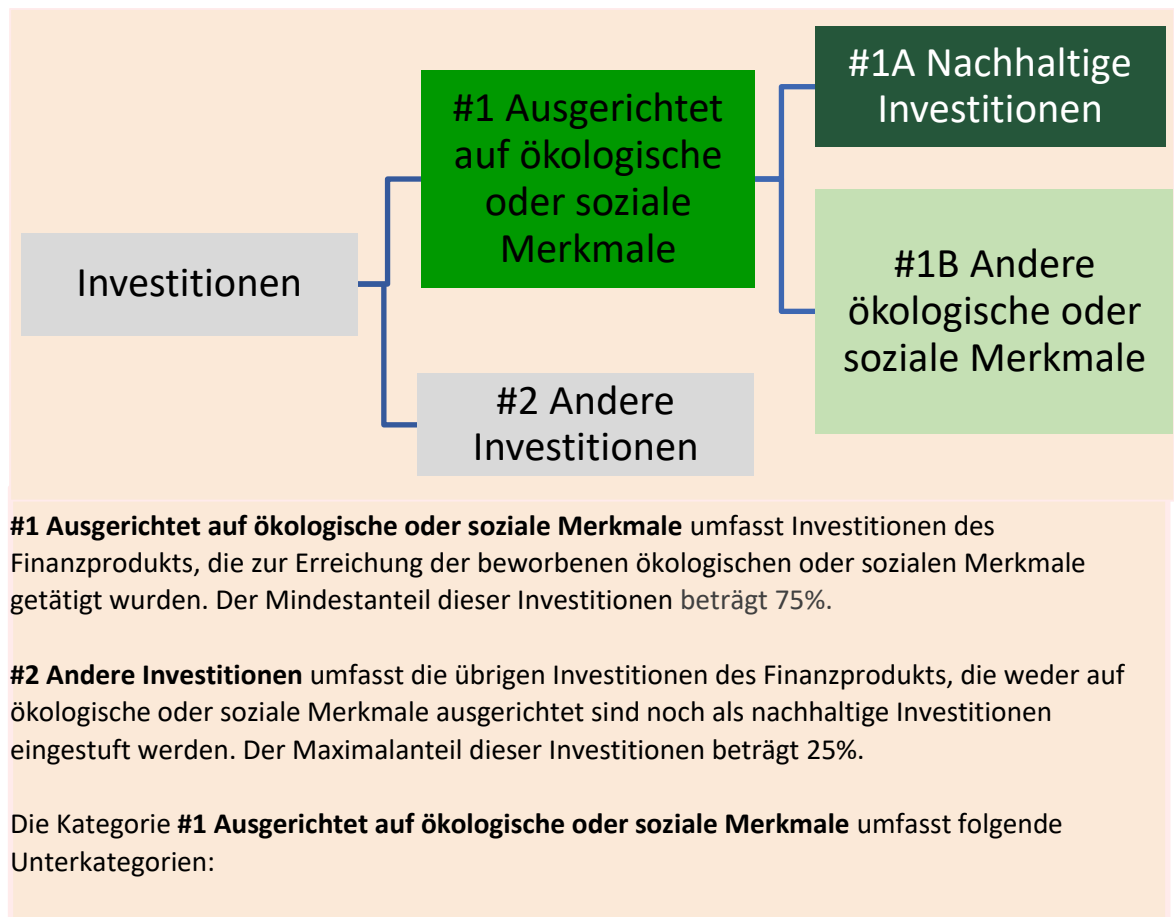 #1A Nachhaltige
Investitionen
#1 Ausgerichtet
auf ökologische
oder soziale
Merkmale
#1B Andere
ökologische oder
soziale Merkmale
Investitionen
#2 Andere
Investitionen
#1 Ausgerichtet auf ökologische oder soziale Merkmale umfasst Investitionen des
Finanzprodukts, die zur Erreichung der beworbenen ökologischen oder sozialen Merkmale
getätigt wurden. Der Mindestanteil dieser Investitionen beträgt 75%.
#2 Andere Investitionen umfasst die übrigen Investitionen des Finanzprodukts, die weder auf
ökologische oder soziale Merkmale ausgerichtet sind noch als nachhaltige Investitionen
eingestuft werden. Der Maximalanteil dieser Investitionen beträgt 25%.
Die Kategorie #1 Ausgerichtet auf ökologische oder soziale Merkmale umfasst folgende
Unterkategorien: